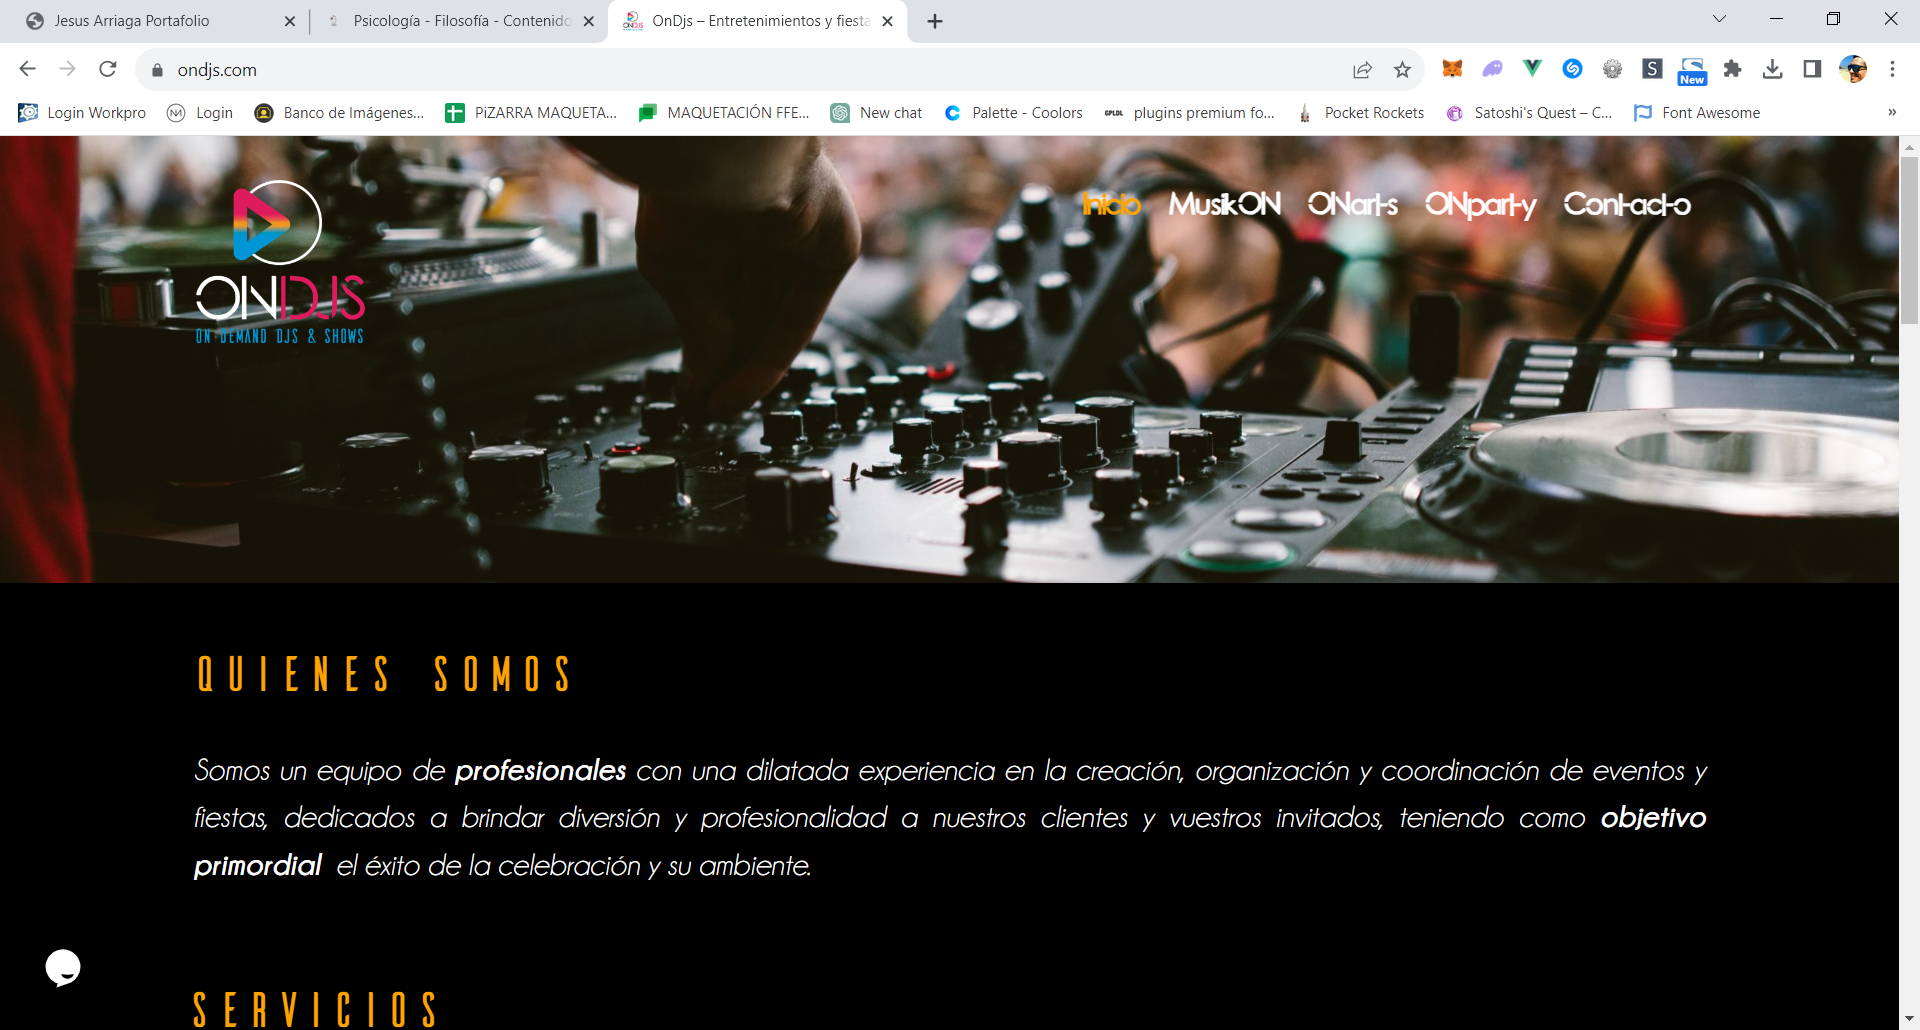 Jesus Arriaga Portafolio
Psicología - Filosofía - Contenido
OnDjs – Entretenimientos y fiesta
ondjs.com
New
Login Workpro
Login
Banco de Imágenes...
PiZARRA MAQUETA...
MAQUETACIÓN FFE...
New chat
Palette - Coolors
GPLDL
plugins premium fo...
Pocket Rockets
Satoshi's Quest – C...
Font Awesome
»
ONDJS
ON DEMAND DJS & SHOWS
Inicio
MusikON
ONarts
ONparty
Contacto
QUIENES SOMOS
Somos un equipo de profesionales con una dilatada experiencia en la creación, organización y coordinación de eventos y
fiestas, dedicados a brindar diversión y profesionalidad a nuestros clientes y vuestros invitados, teniendo como objetivo
primordial el éxito de la celebración y su ambiente.
SERVICIOS